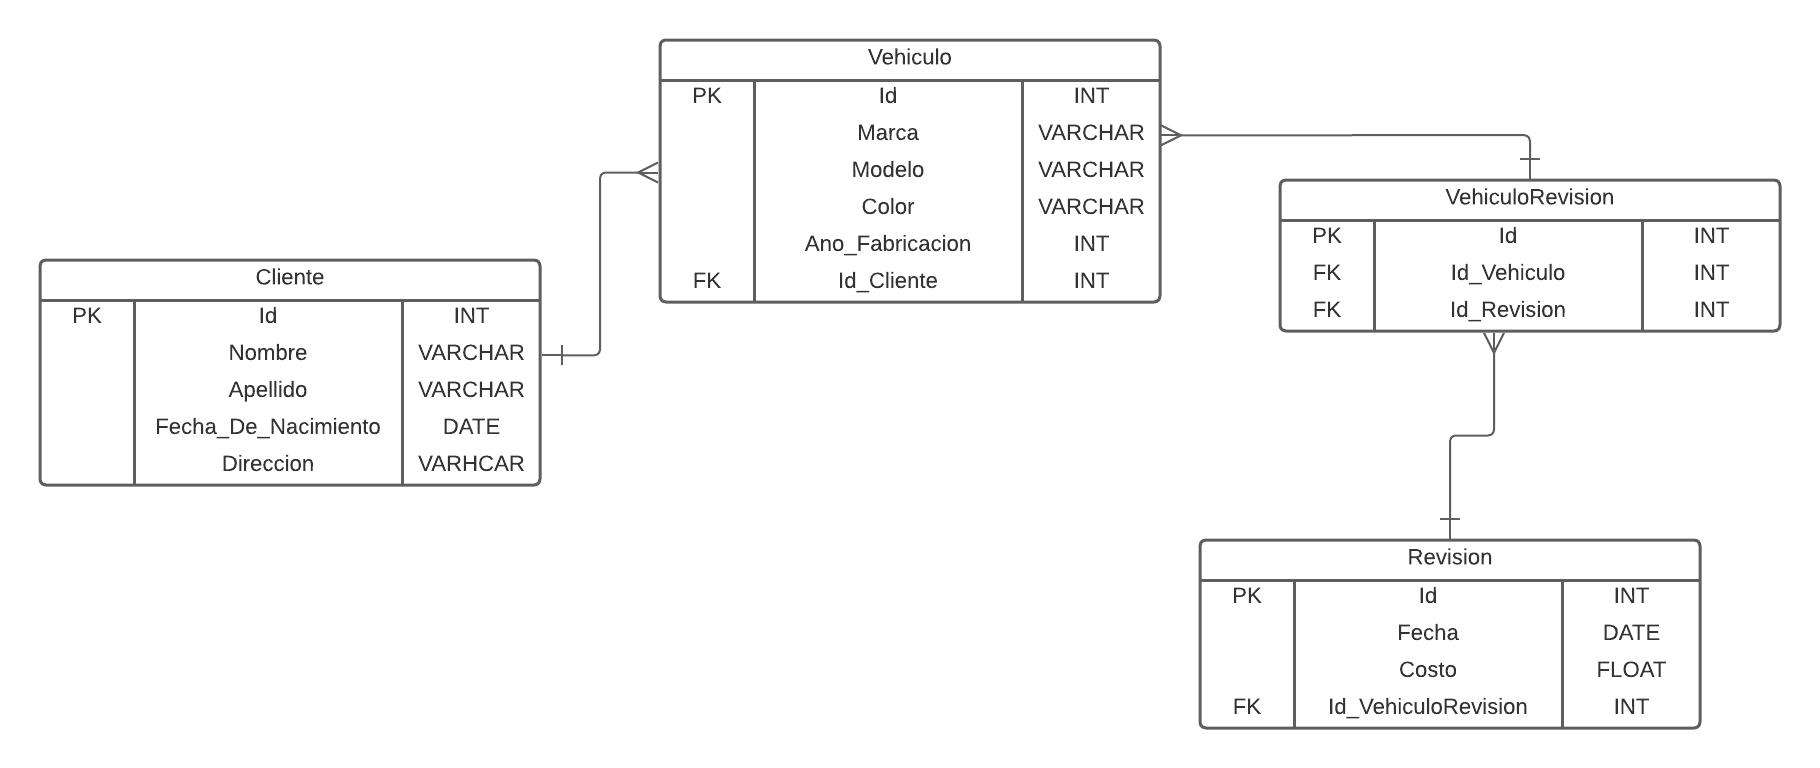 Vehiculo
PK Id INT
Marca VARCHAR
Modelo VARCHAR
Color VARCHAR
Ano_Fabricacion INT
FK Id_Cliente INT
VehiculoRevision
PK Id INT
FK Id_Vehiculo INT
FK Id_Revision INT
Cliente
PK Id INT
Nombre VARCHAR
Apellido VARCHAR
Fecha_De_Nacimiento DATE
Direccion VARHCAR
Revision
PK Id INT
Fecha DATE
Costo FLOAT
FK Id_VehiculoRevision INT